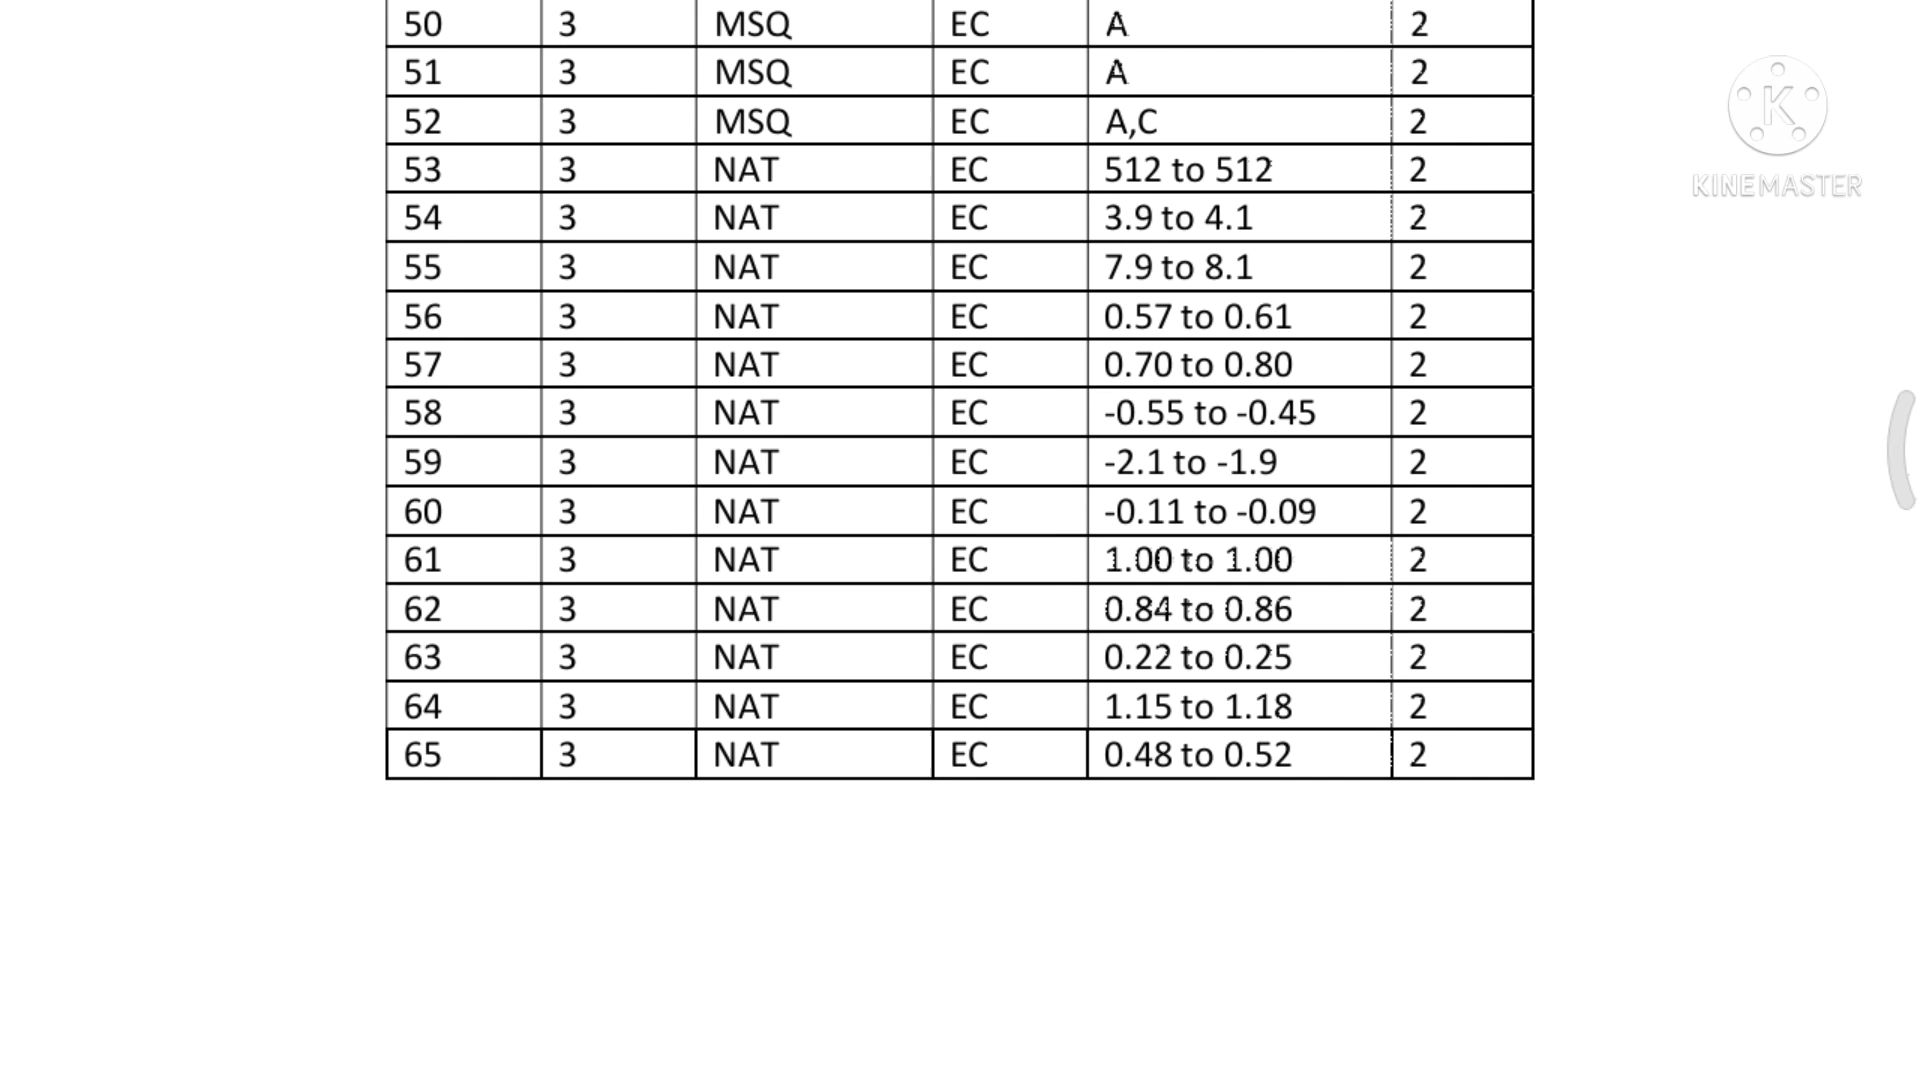 50 3 MSQ EC A 2
51 3 MSQ EC A 2
52 3 MSQ EC A,C 2
53 3 NAT EC 512 to 512 2
54 3 NAT EC 3.9 to 4.1 2
55 3 NAT EC 7.9 to 8.1 2
56 3 NAT EC 0.57 to 0.61 2
57 3 NAT EC 0.70 to 0.80 2
58 3 NAT EC -0.55 to -0.45 2
59 3 NAT EC -2.1 to -1.9 2
60 3 NAT EC -0.11 to -0.09 2
61 3 NAT EC 1.00 to 1.00 2
62 3 NAT EC 0.84 to 0.86 2
63 3 NAT EC 0.22 to 0.25 2
64 3 NAT EC 1.15 to 1.18 2
65 3 NAT EC 0.48 to 0.52 2
K
KINEMASTER